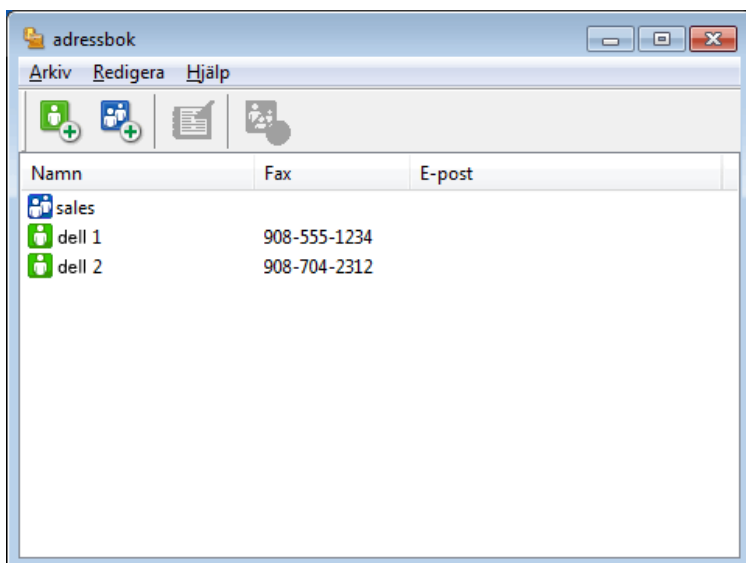 adressbok
Arkiv Redigera Hjälp
Namn Fax E-post
sales
dell 1 908-555-1234
dell 2 908-704-2312